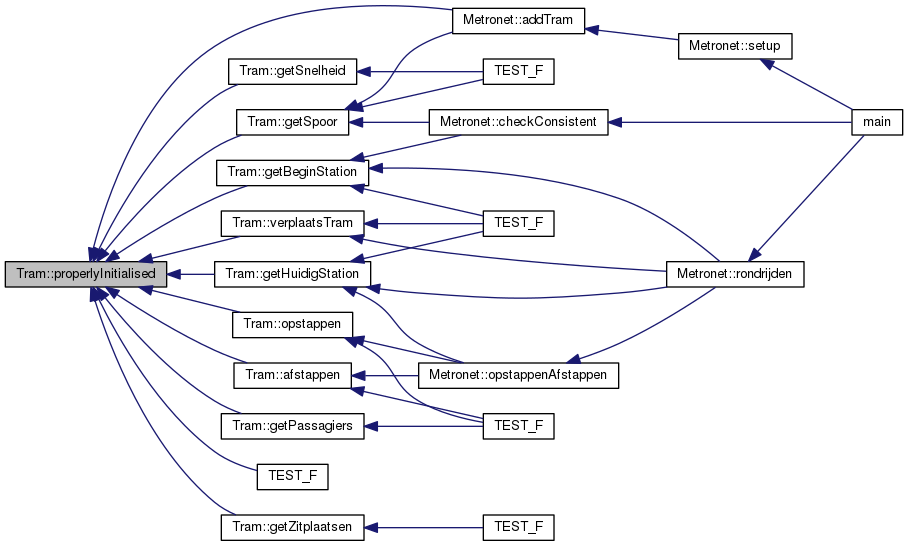 Metronet::addTram
Metronet::setup
Tram::getSnelheid
TEST_F
Tram::getSpoor
Metronet::checkConsistent
main
Tram::getBeginStation
Tram::verplaatsTram
TEST_F
Tram::properlyInitialised
Tram::getHuidigStation
Metronet::rondrijden
Tram::opstappen
Tram::afstappen
Metronet::opstappenAfstappen
Tram::getPassagiers
TEST_F
TEST_F
Tram::getZitplaatsen
TEST_F